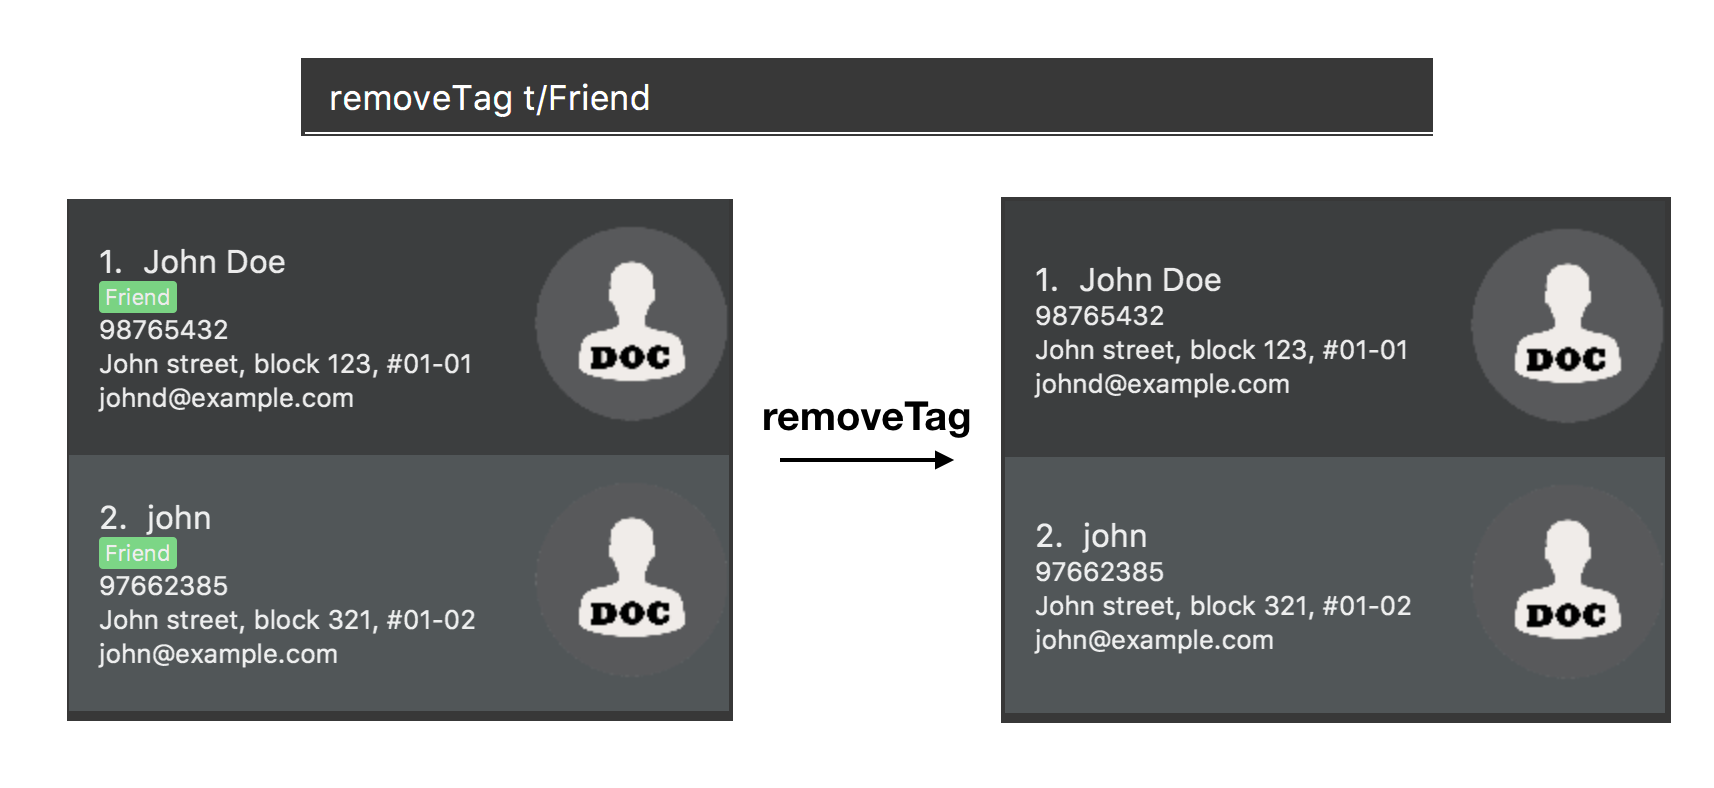 removeTag t/Friend
1. John Doe
Friend
98765432
John street, block 123, #01-01
johnd@example.com
DOC
2. john
Friend
97662385
John street, block 321, #01-02
john@example.com
DOC
removeTag
1. John Doe
98765432
John street, block 123, #01-01
johnd@example.com
DOC
2. john
97662385
John street, block 321, #01-02
john@example.com
DOC